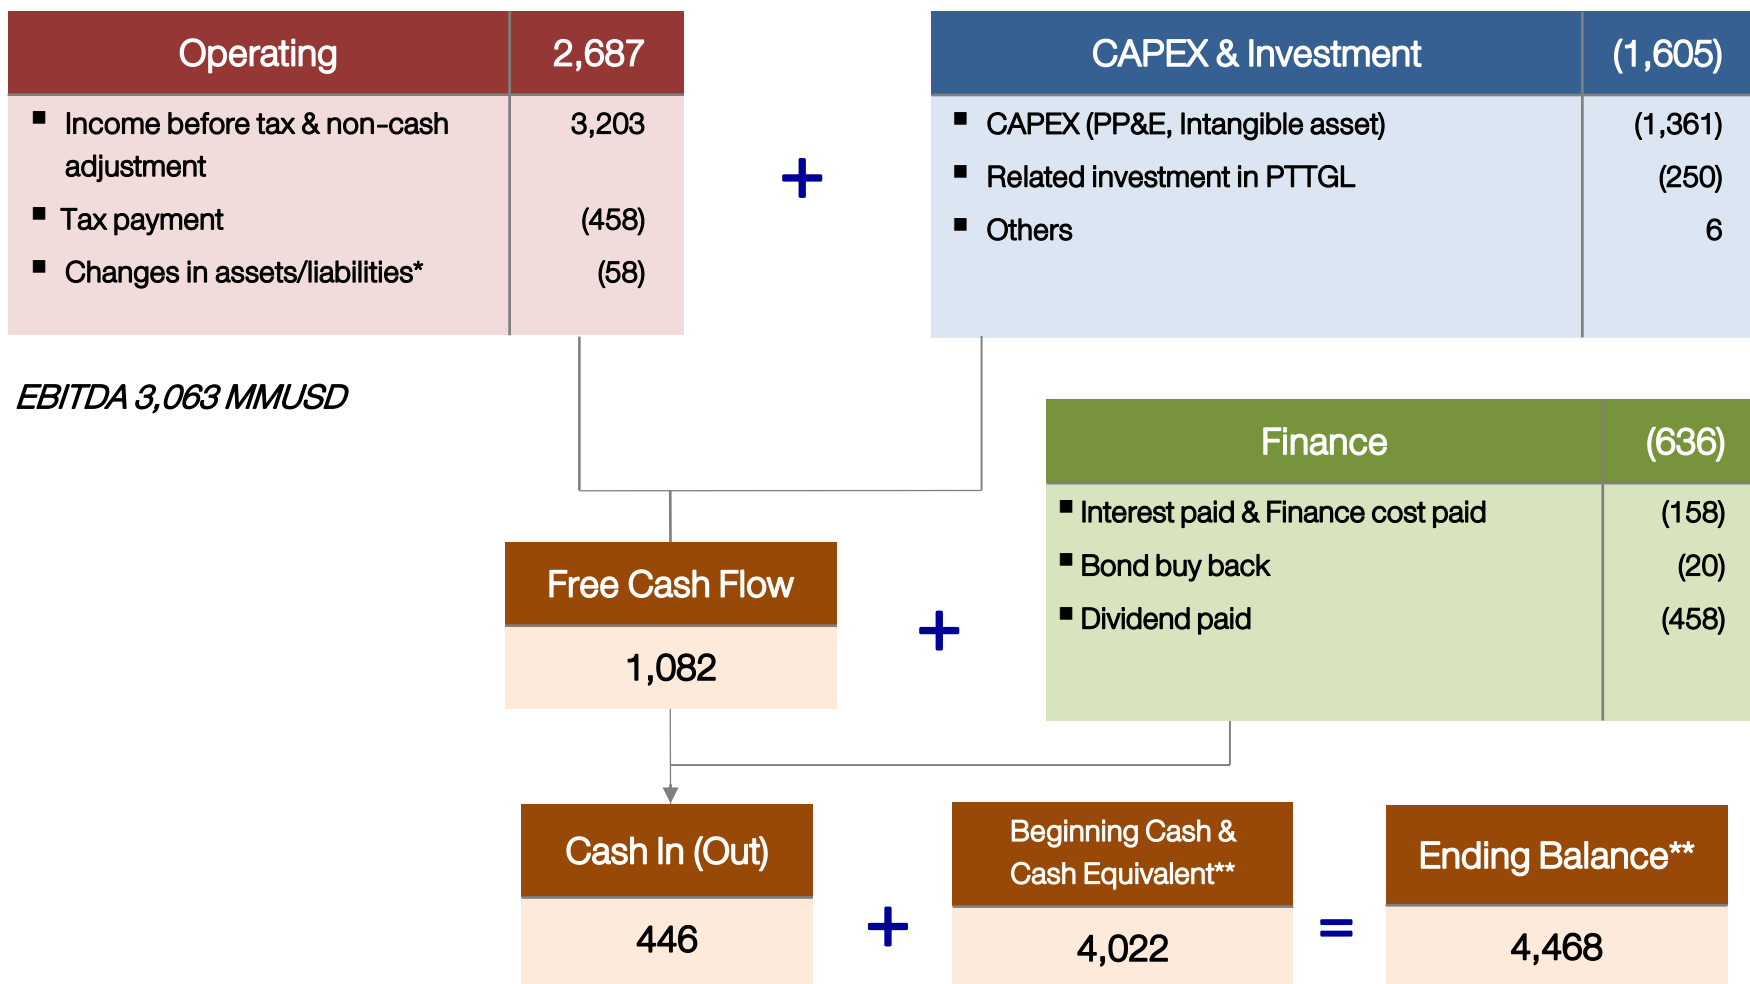 Operating 2,687
▪ Income before tax & non-cash 3,203
adjustment
▪ Tax payment (458)
▪ Changes in assets/liabilities* (58)
+
CAPEX & Investment (1,605)
▪ CAPEX (PP&E, Intangible asset) (1,361)
▪ Related investment in PTTGL (250)
▪ Others 6
EBITDA 3,063 MMUSD
Finance (636)
▪ Interest paid & Finance cost paid (158)
▪ Bond buy back (20)
▪ Dividend paid (458)
Free Cash Flow
1,082
+
Cash In (Out)
446
+
Beginning Cash &
Cash Equivalent**
4,022
=
Ending Balance**
4,468